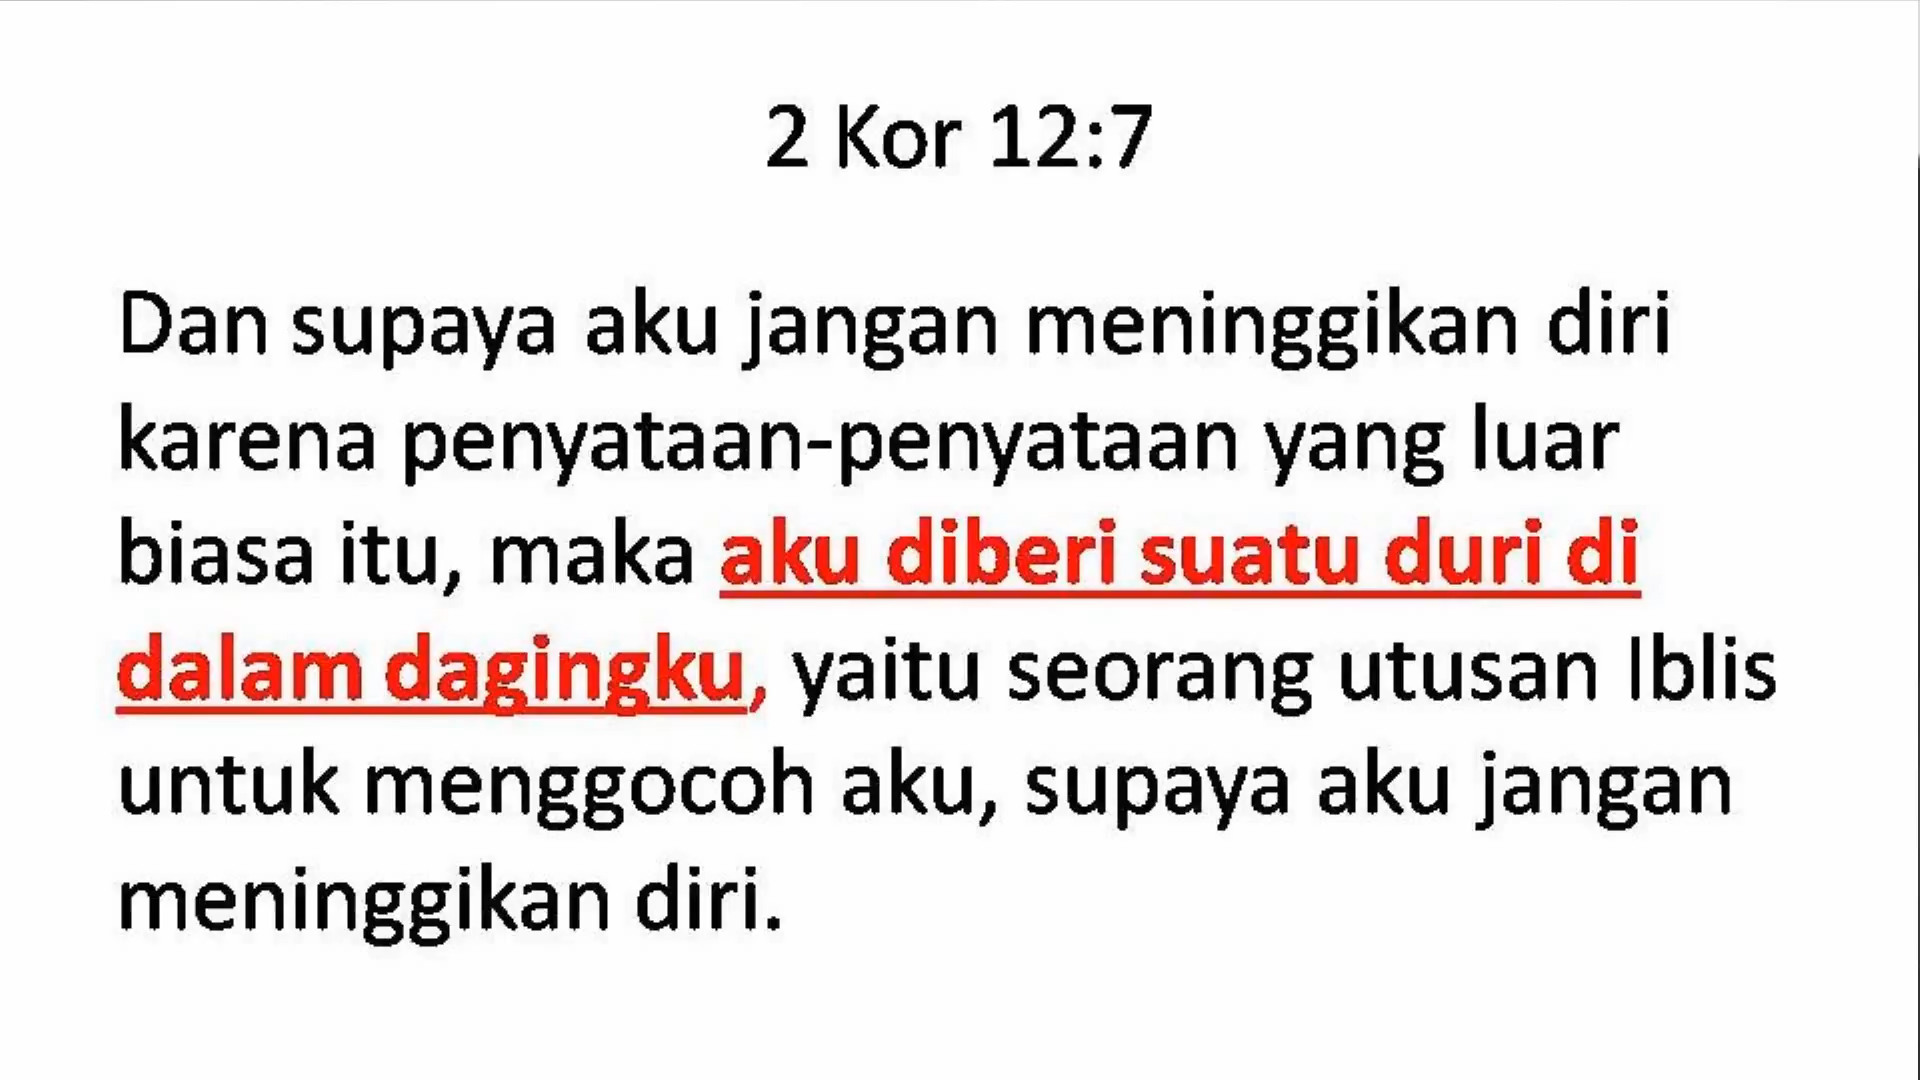 2 Kor 12:7
Dan supaya aku jangan meninggikan diri
karena penyataan-penyataan yang luar
biasa itu, maka aku diberi suatu duri di
dalam dagingku, yaitu seorang utusan Iblis
untuk menggocoh aku, supaya aku jangan
meninggikan diri.